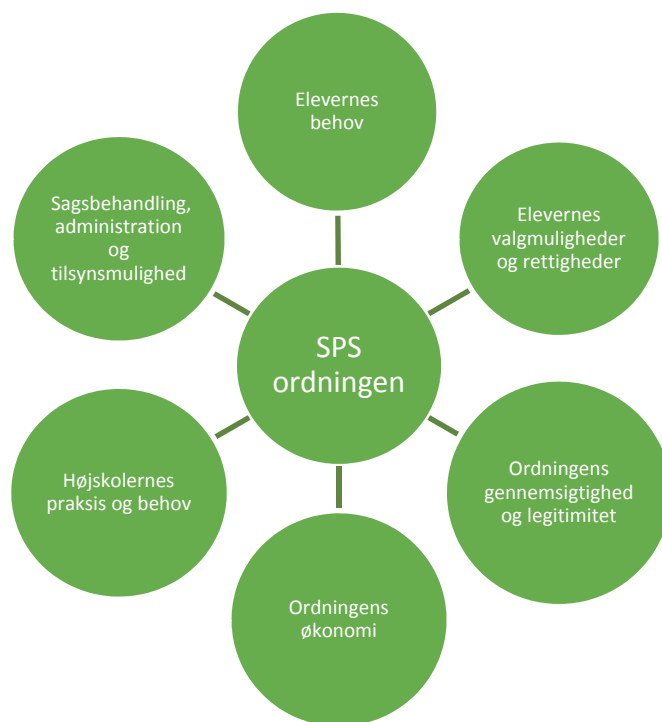 Elevernes
behov
Elevernes
valgmuligheder
og rettigheder
Ordningens
gennemsigtighed
og legitimitet
Ordningens
økonomi
Højskolernes
praksis og behov
Sagsbehandling,
administration
og
tilsynsmulighed
SPS
ordningen